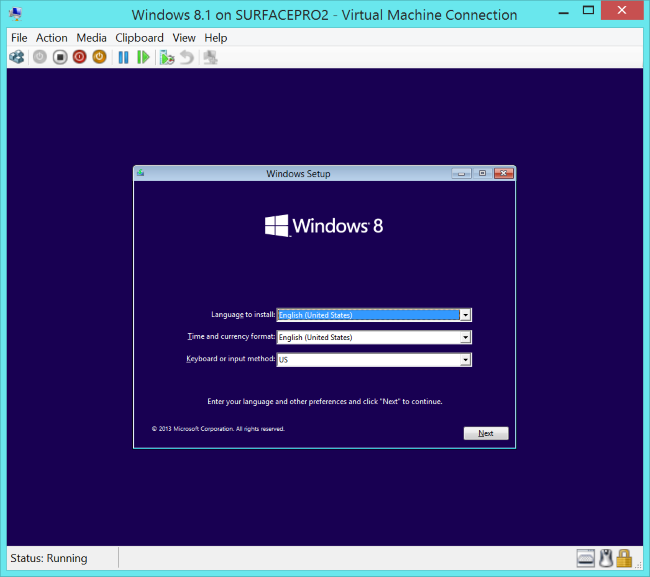 Windows 8.1 on SURFACEPRO2 - Virtual Machine Connection
File Action Media Clipboard View Help
Windows Setup
Windows 8
Language to install: English (United States)
Time and currency format: English (United States)
Keyboard or input method: US
Enter your language and other preferences and click "Next" to continue.
© 2013 Microsoft Corporation. All rights reserved.
Next
Status: Running